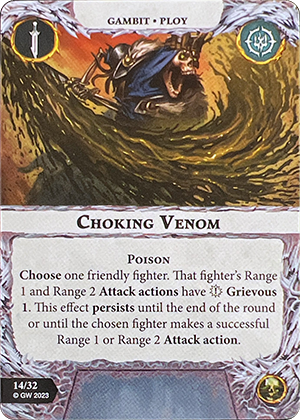 GAMBIT • PLOY
CHOKING VENOM
POISON
Choose one friendly fighter. That fighter's Range
1 and Range 2 Attack actions have Grievous
1. This effect persists until the end of the round
or until the chosen fighter makes a successful
Range 1 or Range 2 Attack action.
14/32
© GW 2023